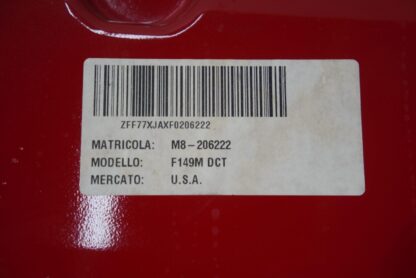 ZFF77XJAXF0206222
MATRICOLA: M8-206222
MODELLO: F149M DCT
MERCATO: U.S.A.